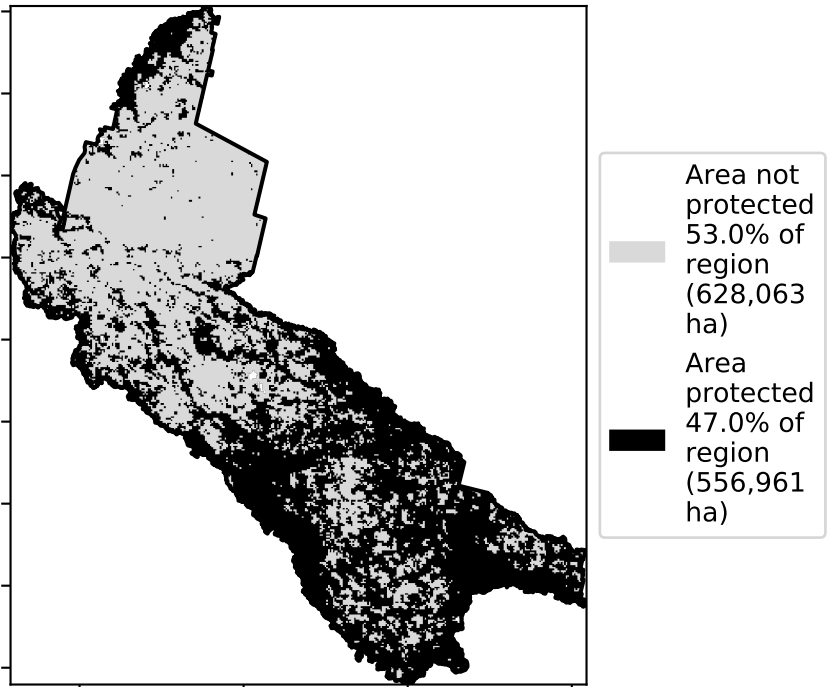 Area not
protected
53.0% of
region
(628,063
ha)
Area
protected
47.0% of
region
(556,961
ha)